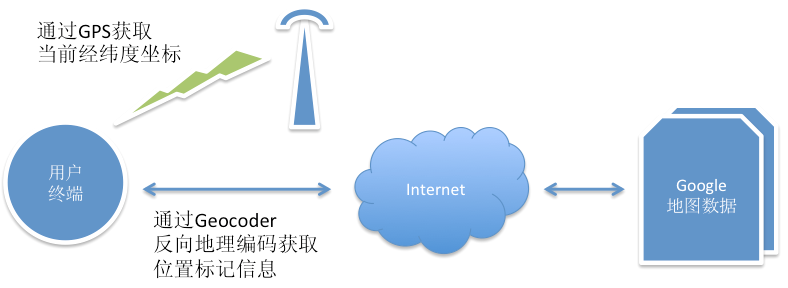 通过GPS获取
当前经纬度坐标
用户
终端
Internet
Google
地图数据
通过Geocoder
反向地理编码获取
位置标记信息